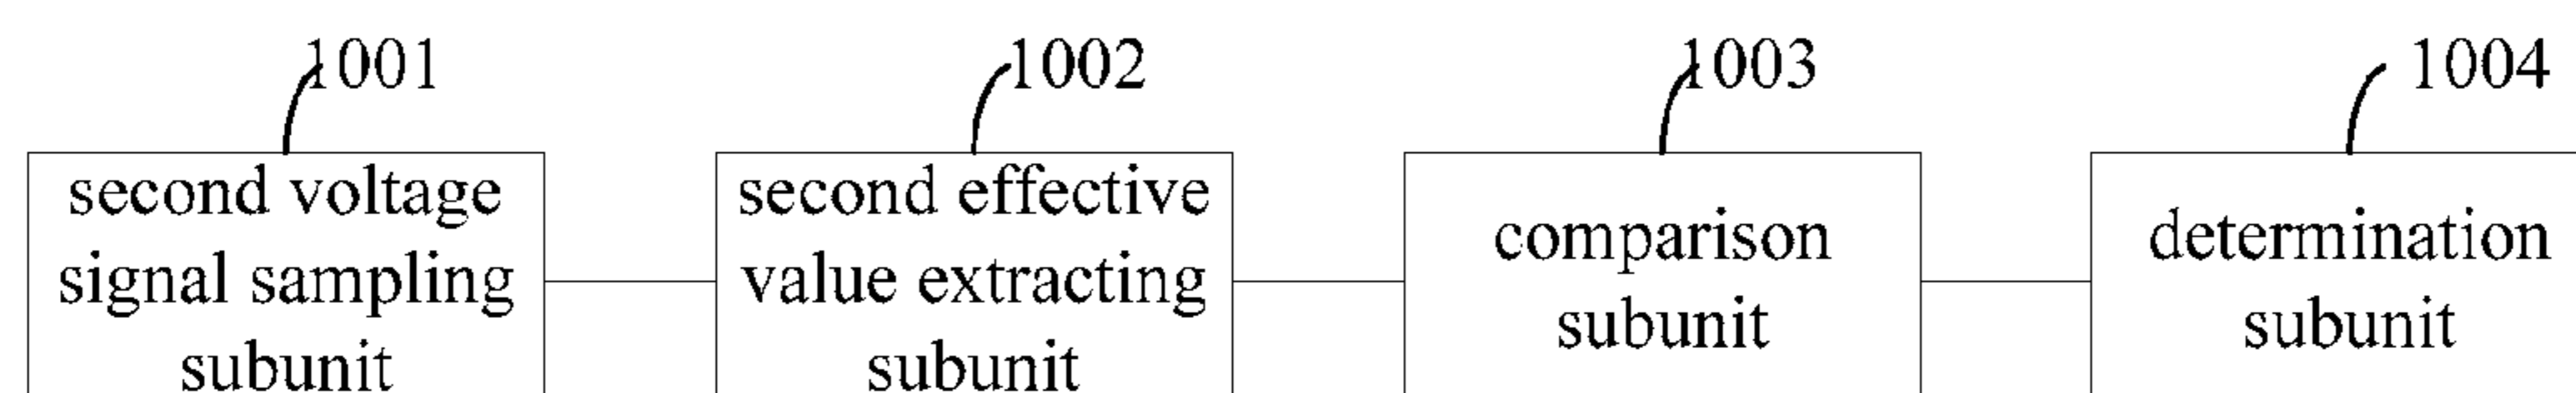 1001
1002
1003
1004
second voltage
signal sampling
subunit
second effective
value extracting
subunit
comparison
subunit
determination
subunit